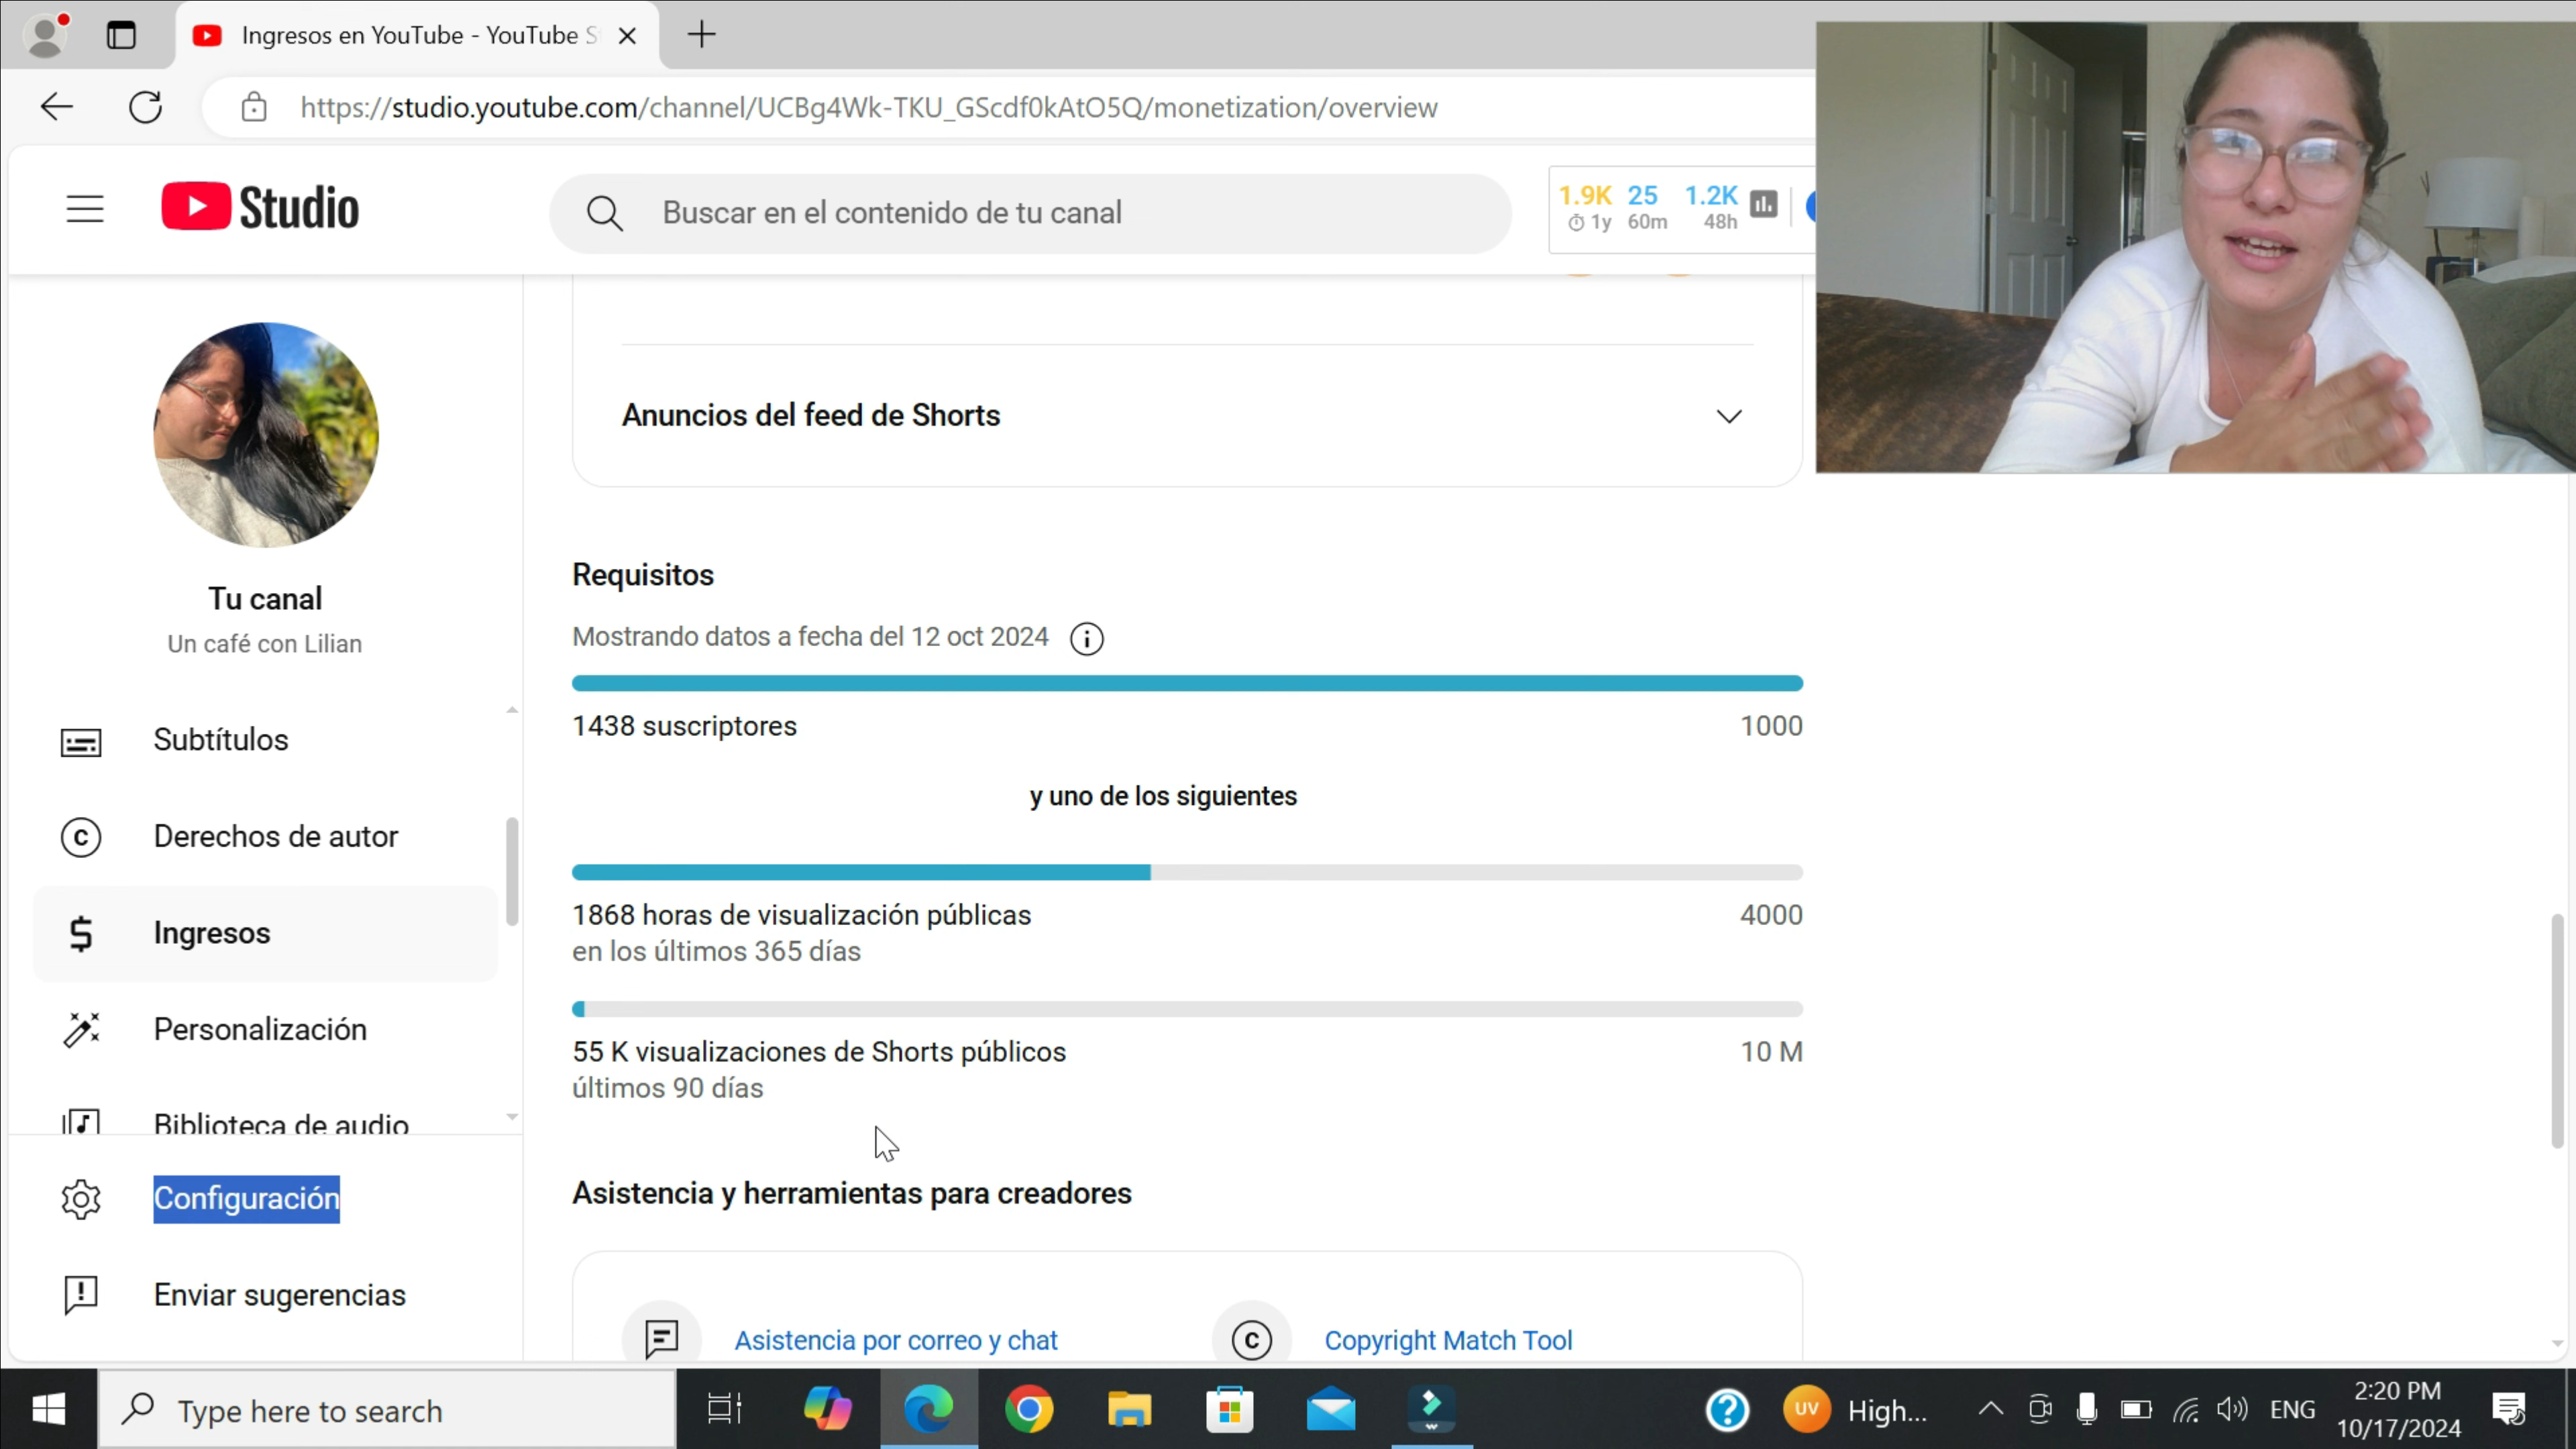 Ingresos en YouTube - YouTube S
https://studio.youtube.com/channel/UCBg4Wk-TKU_GScdf0kAtO5Q/monetization/overview
Studio
Buscar en el contenido de tu canal
1.9K 25 1.2K
1y 60m 48h
Tu canal
Un café con Lilian
Subtítulos
Derechos de autor
Ingresos
Personalización
Biblioteca de audio
Configuración
Enviar sugerencias
Anuncios del feed de Shorts
Requisitos
Mostrando datos a fecha del 12 oct 2024
1438 suscriptores 1000
y uno de los siguientes
1868 horas de visualización públicas 4000
en los últimos 365 días
55 K visualizaciones de Shorts públicos 10 M
últimos 90 días
Asistencia y herramientas para creadores
Asistencia por correo y chat
Copyright Match Tool
Type here to search
UV High...
ENG
2:20 PM
10/17/2024